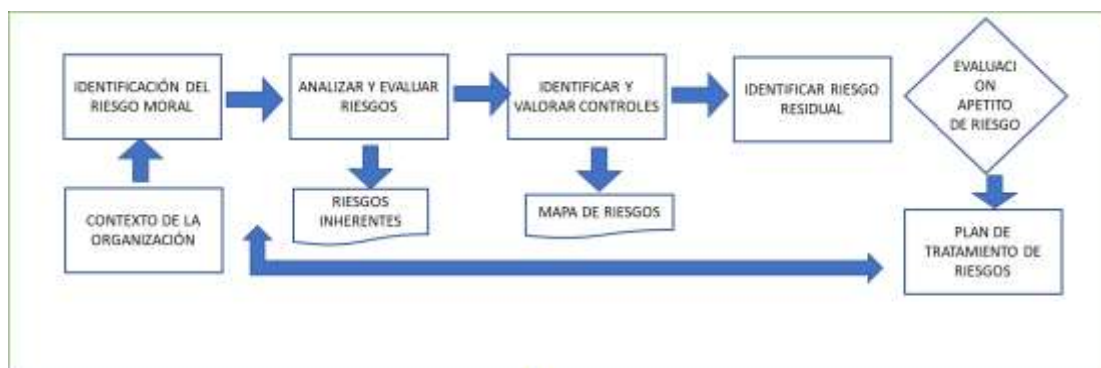 IDENTIFICACIÓN DEL
RIESGO MORAL
ANALIZAR Y EVALUAR
RIESGOS
IDENTIFICAR Y
VALORAR CONTROLES
IDENTIFICAR RIESGO
RESIDUAL
EVALUACI
ON
APETITO
DE RIESGO
CONTEXTO DE LA
ORGANIZACIÓN
RIESGOS
INHERENTES
MAPA DE RIESGOS
PLAN DE
TRATAMIENTO DE
RIESGOS